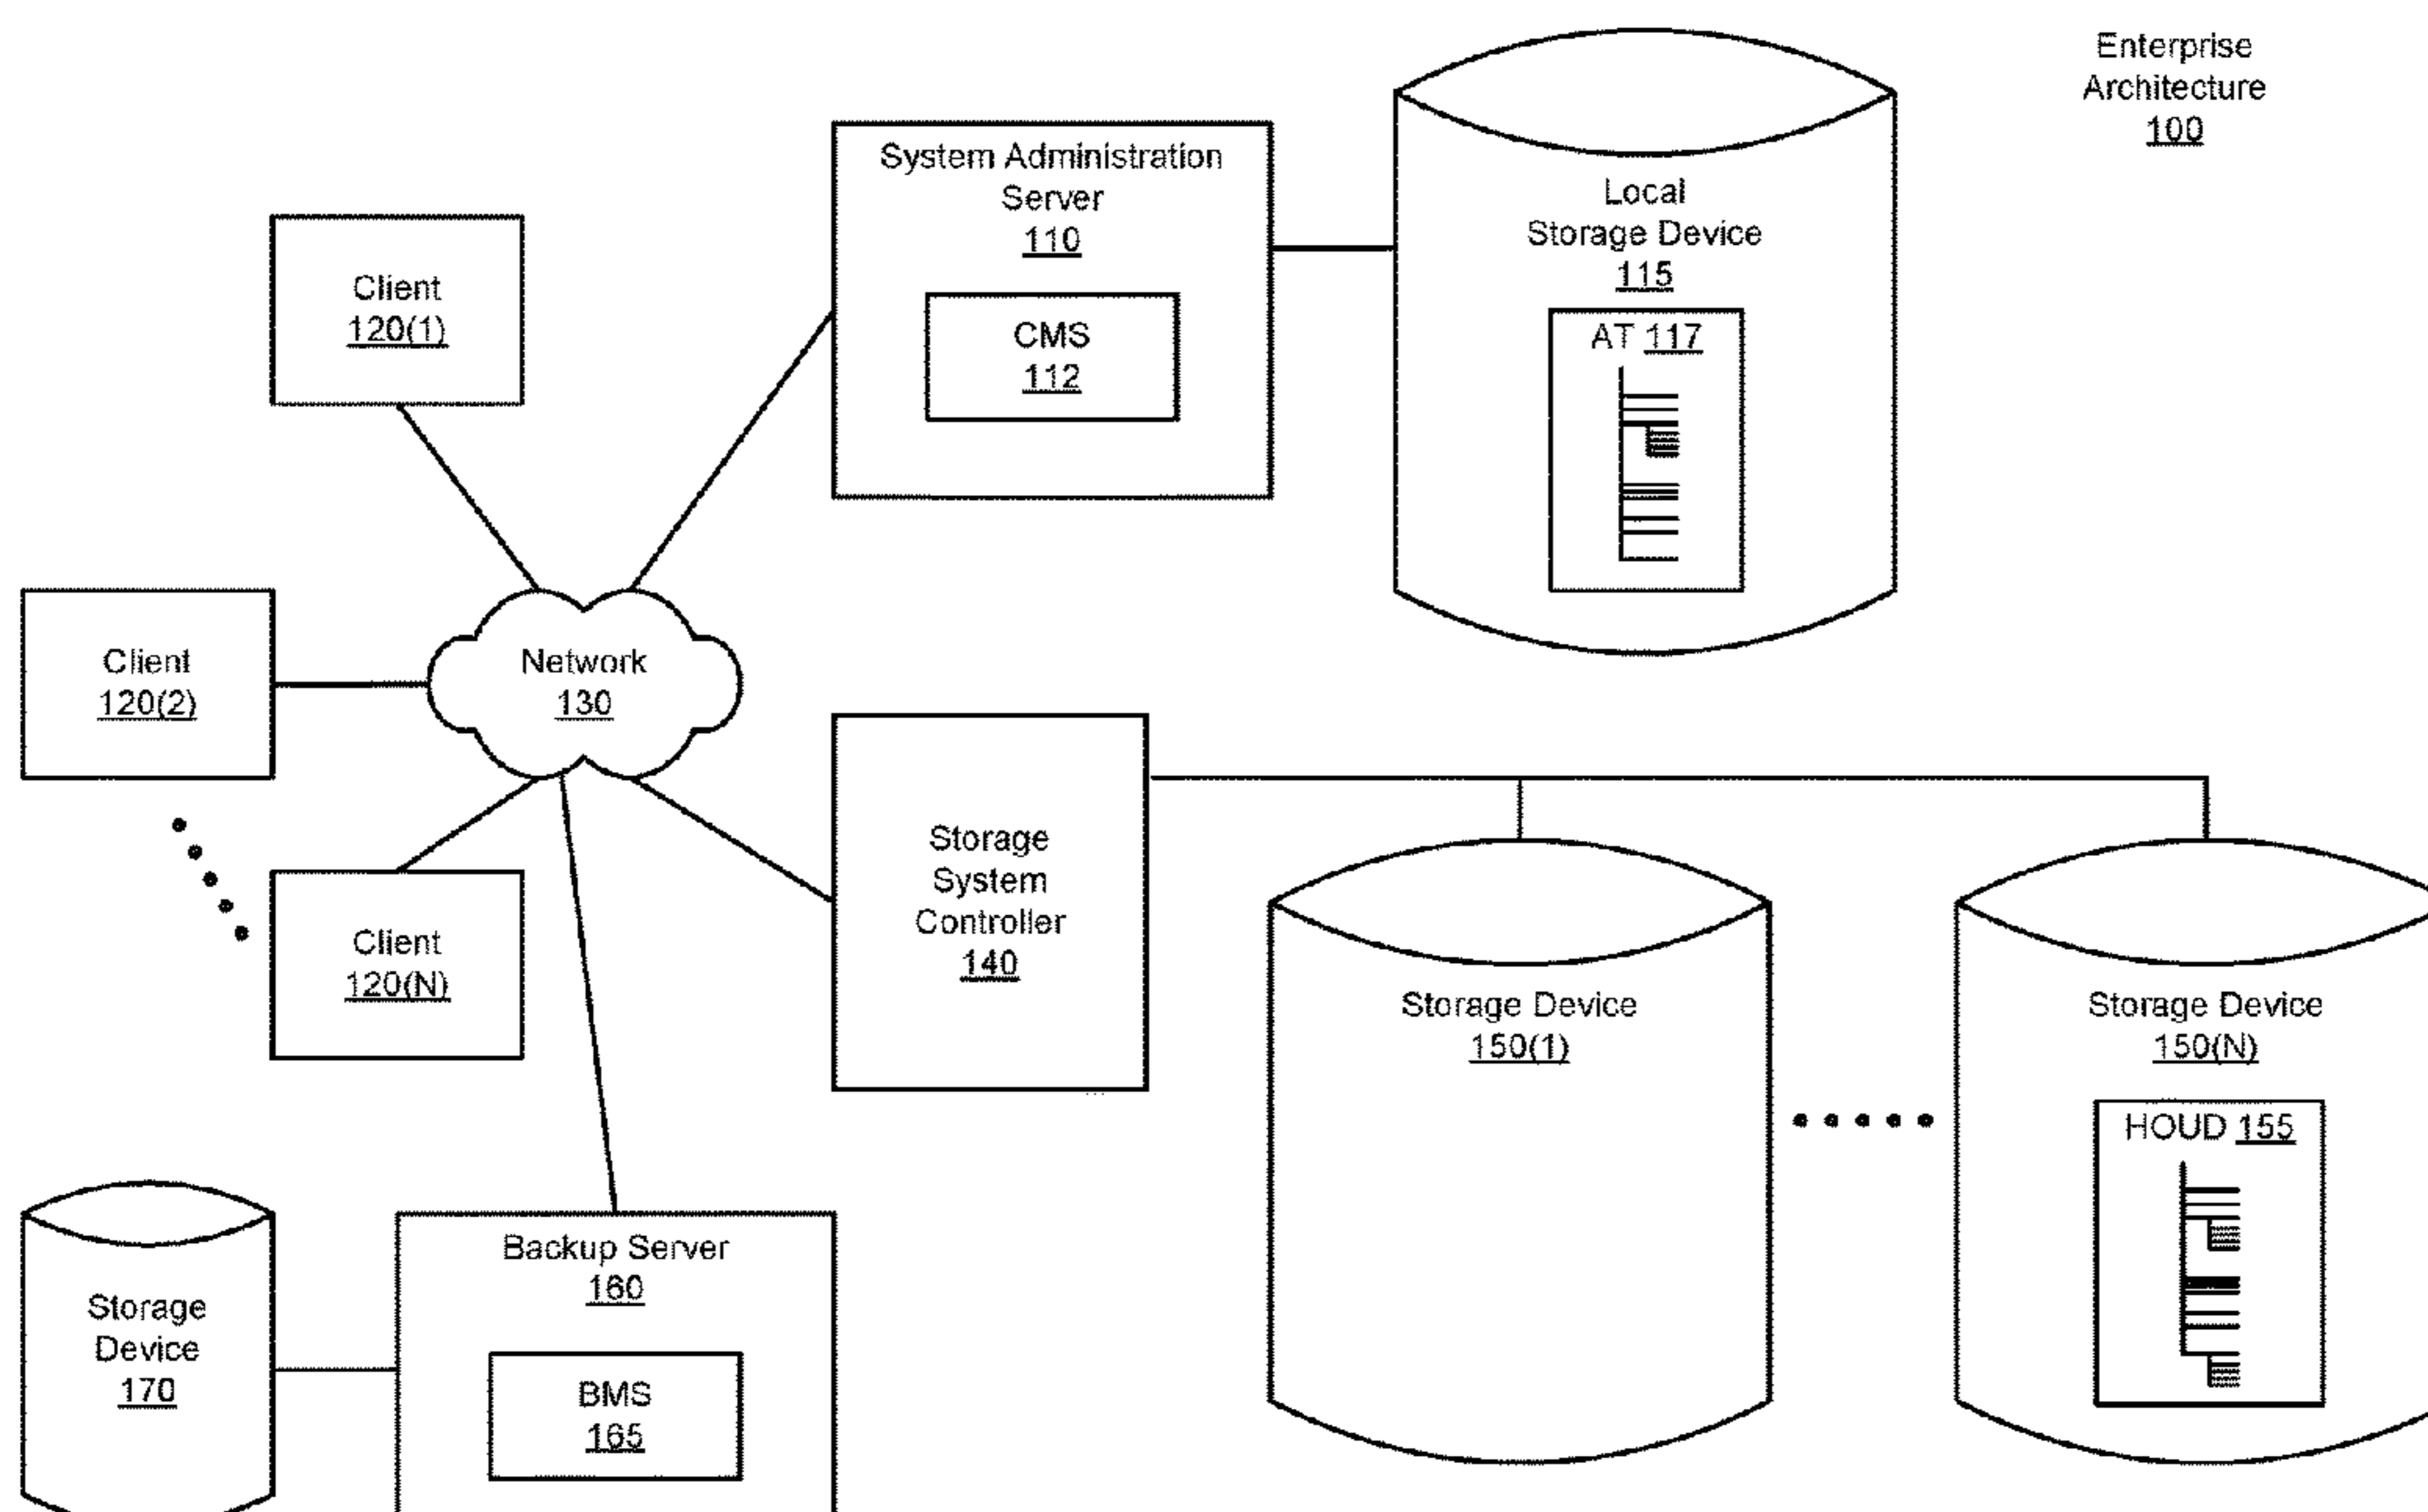 Enterprise
Architecture
100
System Administration
Server
110
CMS
112
Local
Storage Device
115
AT 117
Client
120(1)
Client
120(2)
Network
130
Client
120(N)
Storage
System
Controller
140
Storage Device
150(1)
Storage Device
150(N)
HOUD 155
Backup Server
160
BMS
165
Storage
Device
170